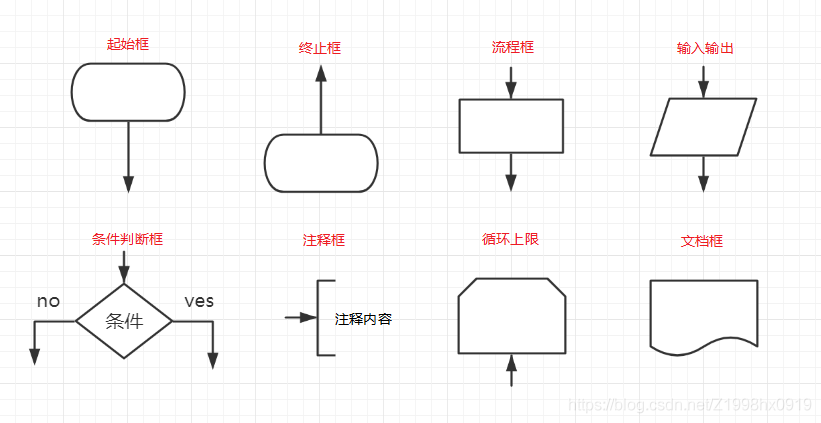 起始框
终止框
流程框
输入输出
条件判断框
注释框
循环上限
文档框
no
ves
条件
注释内容
https://blog.csdn.net/Z1998hx0919